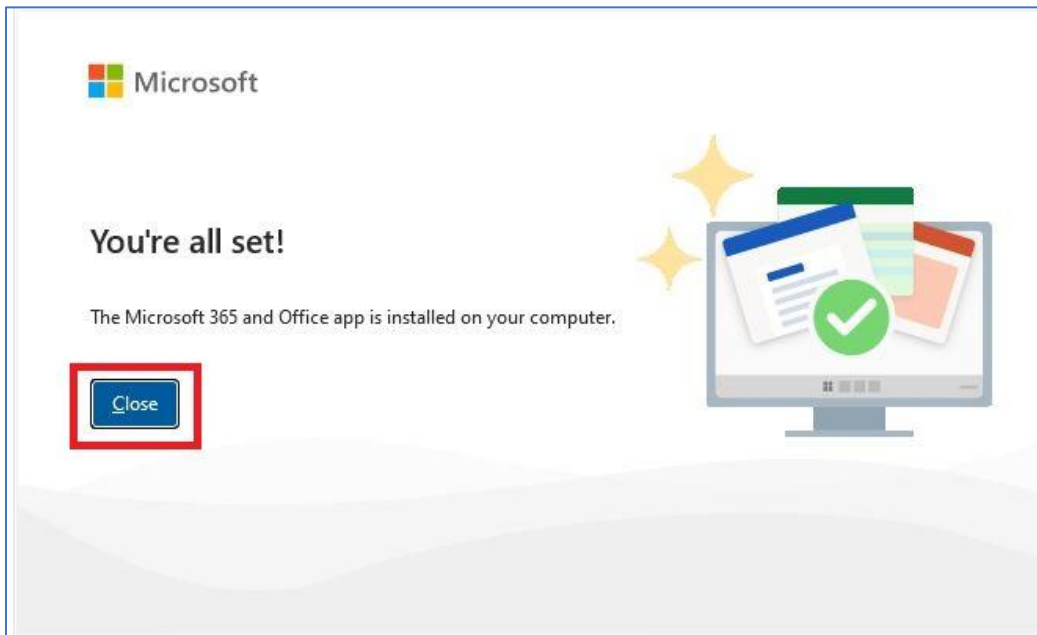 Microsoft
You're all set!
The Microsoft 365 and Office app is installed on your computer.
Close